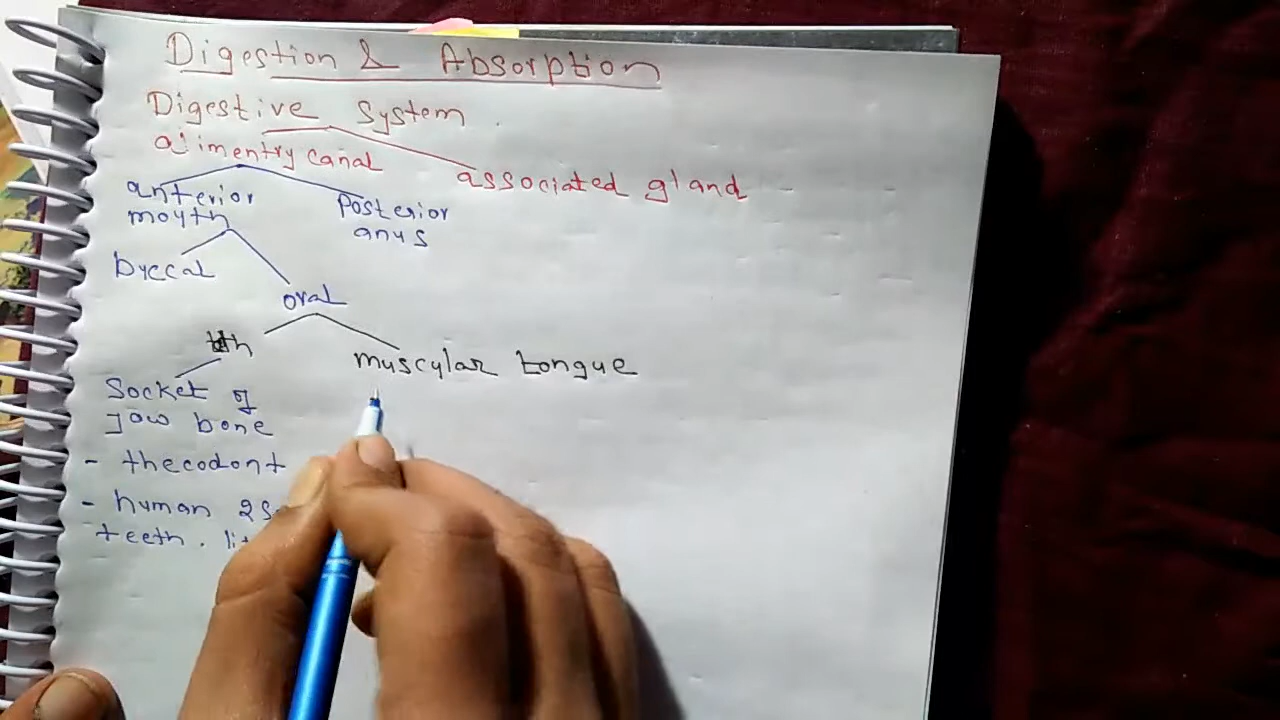 Digestion & Absorption
Digestive System.
alimentry canal
associated gland
anterior
mouth
Posterior
anus
buccal
oral
muscular tongue
Socket of
Jow bone
- thecodont
- human
teeth.